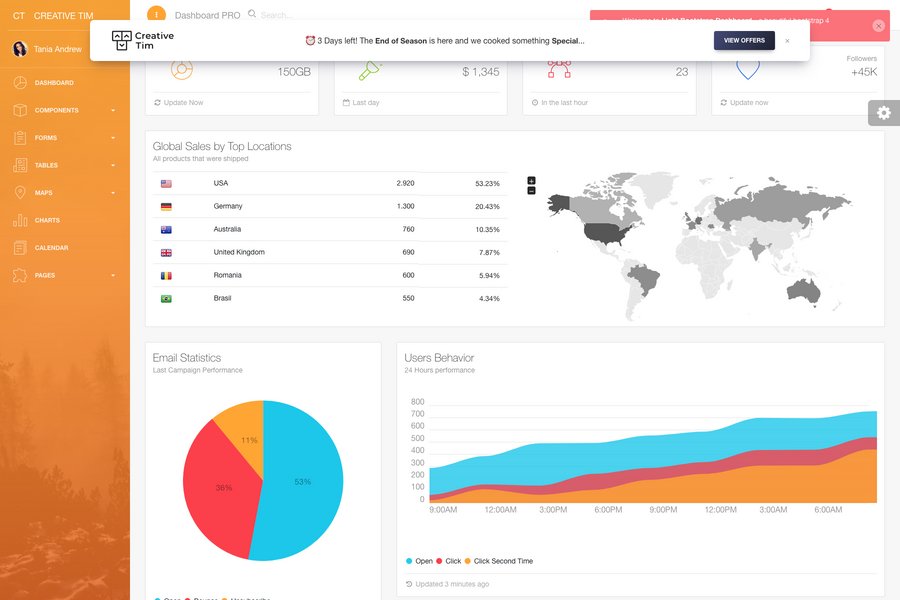 CT CREATIVE TIM
Tania Andrew
DASHBOARD
COMPONENTS
FORMS
TABLES
MAPS
CHARTS
CALENDAR
PAGES
Dashboard PRO
Search...
Creative
Tim
3 Days left! The End of Season is here and we cooked something Special...
VIEW OFFERS
×
150GB
Update Now
$ 1,345
Last day
23
In the last hour
Followers
+45K
Update now
Global Sales by Top Locations
All products that were shipped
USA 2.920 53.23%
Germany 1.300 20.43%
Australia 760 10.35%
United Kingdom 690 7.87%
Romania 600 5.94%
Brasil 550 4.34%
+
−
Email Statistics
Last Campaign Performance
11%
36%
53%
Users Behavior
24 Hours performance
800
700
600
500
400
300
200
100
0
9:00AM 12:00AM 3:00PM 6:00PM 9:00PM 12:00PM 3:00AM 6:00AM
Open Click Click Second Time
Updated 3 minutes ago